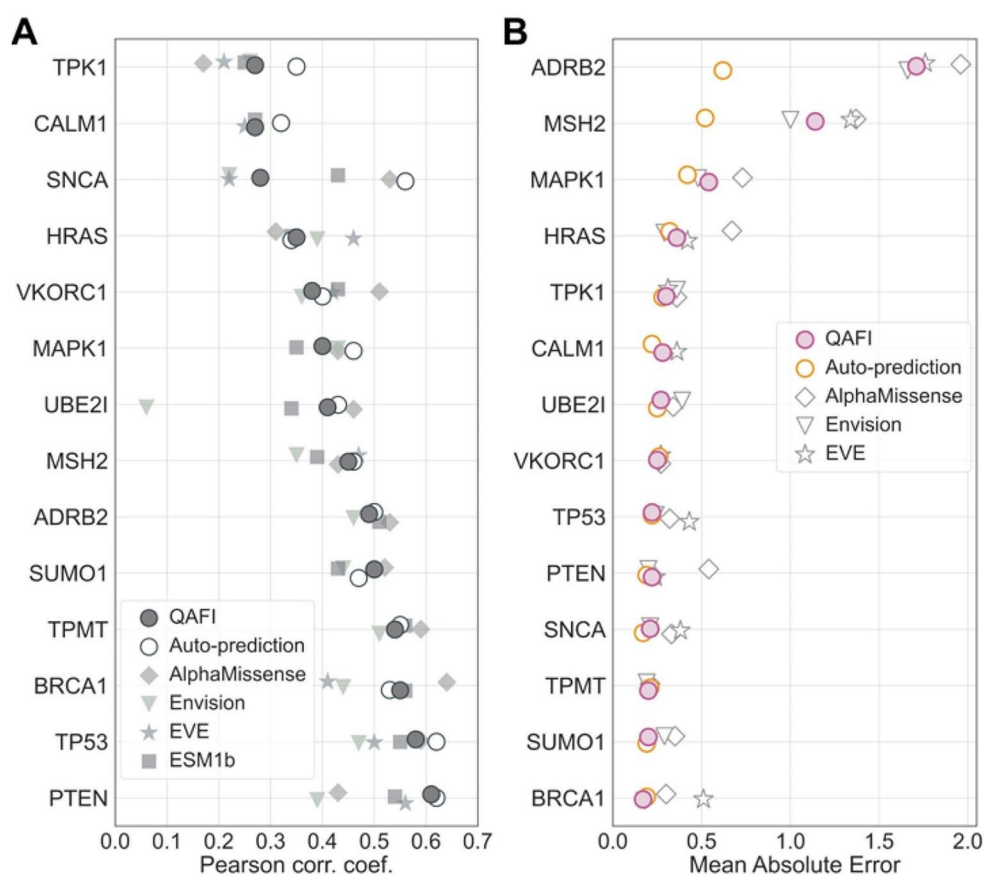 A
TPK1
CALM1
SNCA
HRAS
VKORC1
MAPK1
UBE2I
MSH2
ADRB2
SUMO1
TPMT
BRCA1
TP53
PTEN
QAFI
Auto-prediction
AlphaMissense
Envision
EVE
ESM1b
0.0 0.1 0.2 0.3 0.4 0.5 0.6 0.7
Pearson corr. coef.
B
ADRB2
MSH2
MAPK1
HRAS
TPK1
CALM1
UBE2I
VKORC1
TP53
PTEN
SNCA
TPMT
SUMO1
BRCA1
QAFI
Auto-prediction
AlphaMissense
Envision
EVE
0.0 0.5 1.0 1.5 2.0
Mean Absolute Error